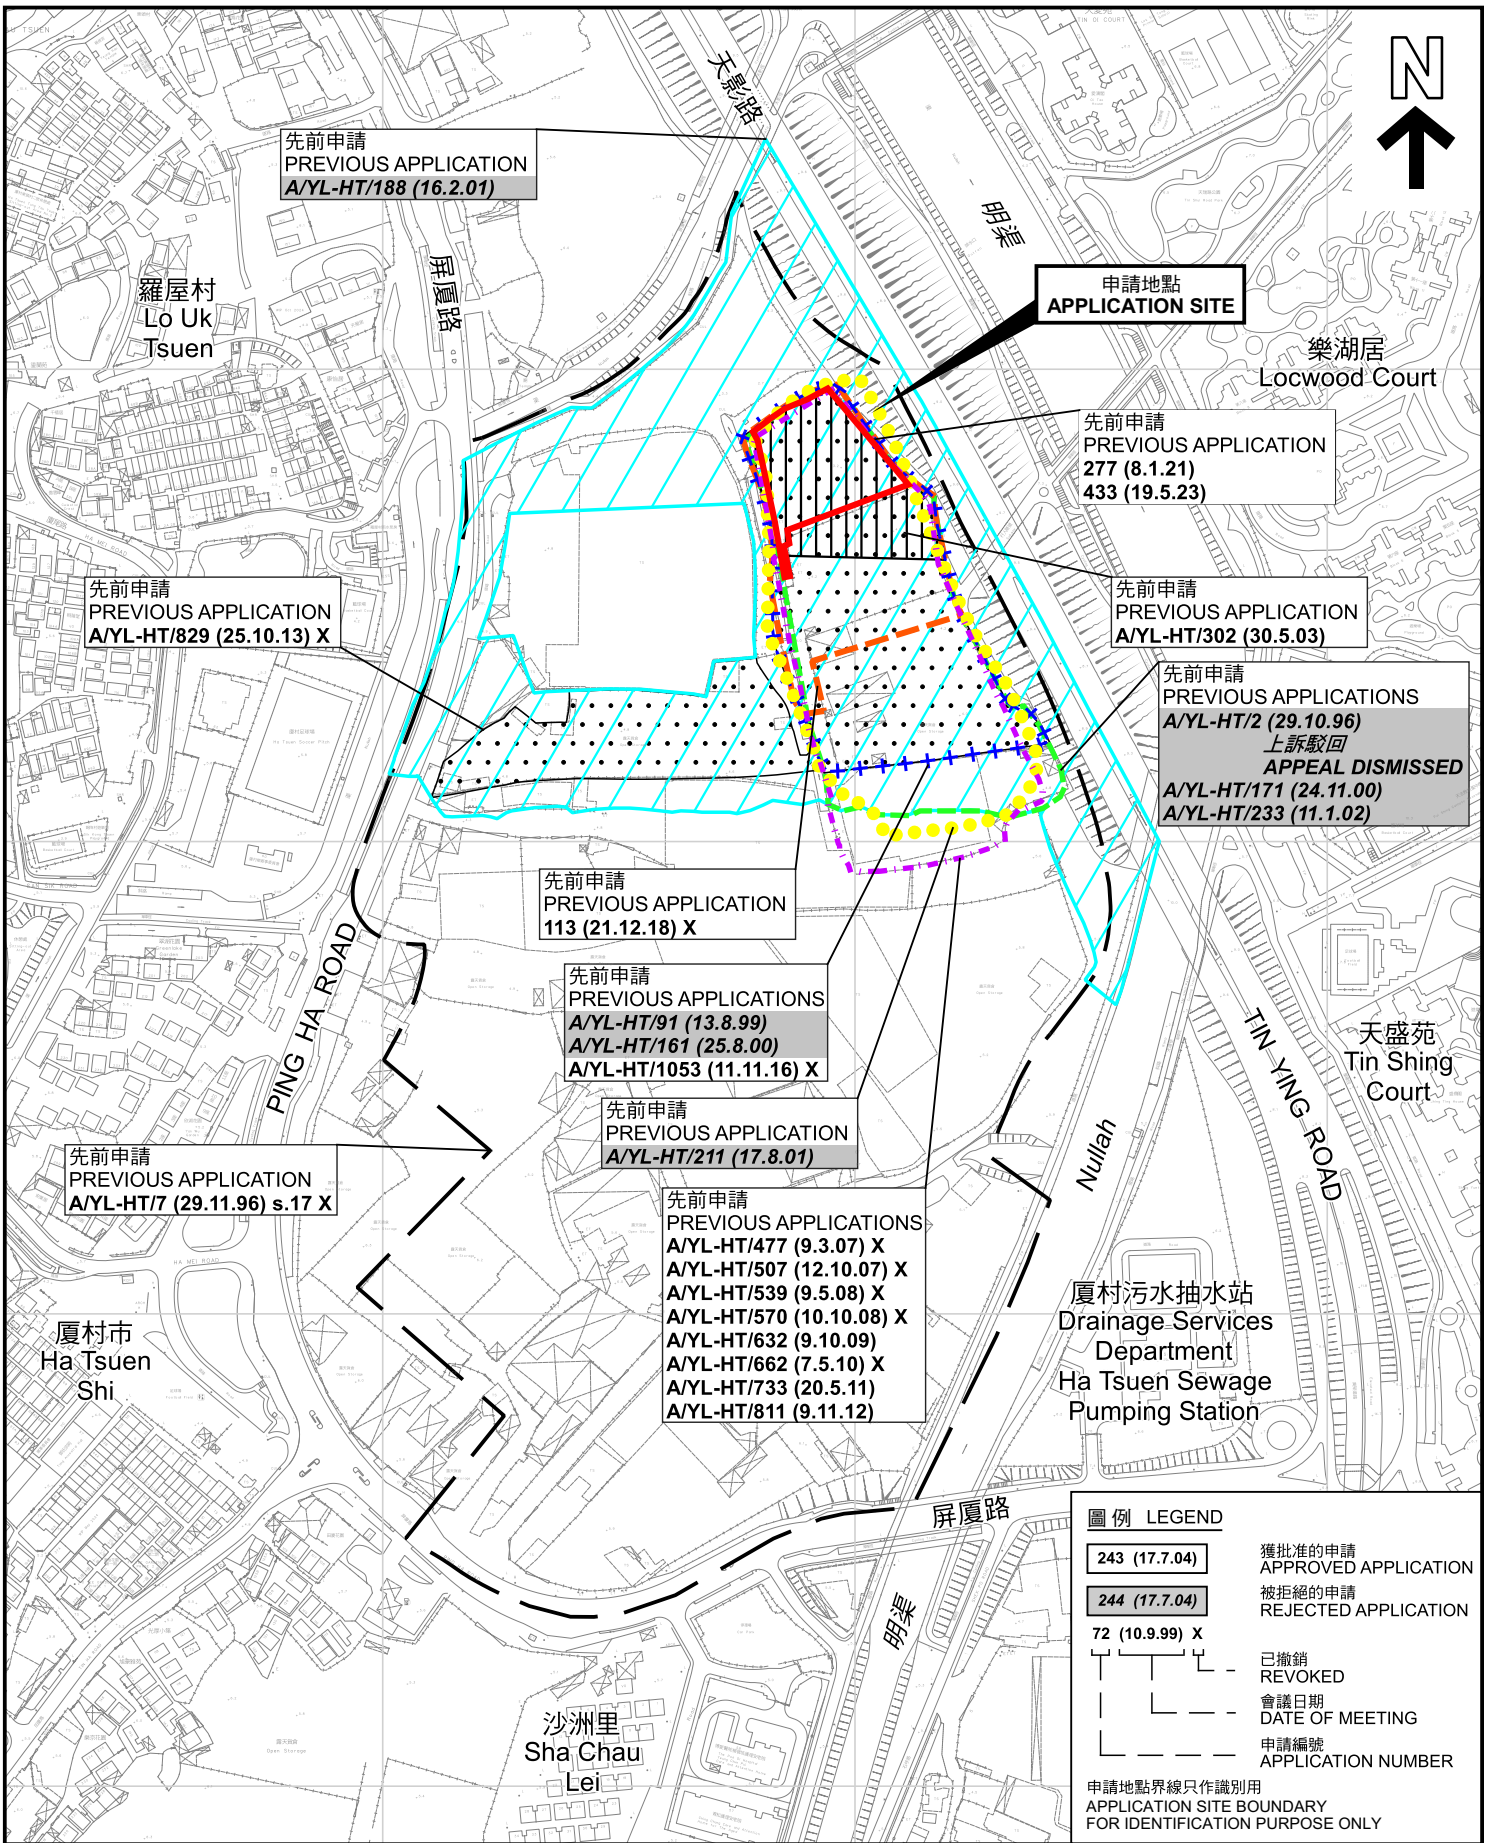 天影路
N
先前申請
PREVIOUS APPLICATION
A/YL-HT/188 (16.2.01)
明渠
屏厦路
羅屋村
Lo Uk
Tsuen
申請地點
APPLICATION SITE
樂湖居
Locwood Court
先前申請
PREVIOUS APPLICATION
277 (8.1.21)
433 (19.5.23)
先前申請
PREVIOUS APPLICATION
A/YL-HT/829 (25.10.13) X
先前申請
PREVIOUS APPLICATION
A/YL-HT/302 (30.5.03)
先前申請
PREVIOUS APPLICATIONS
A/YL-HT/2 (29.10.96)
上訴駁回
APPEAL DISMISSED
A/YL-HT/171 (24.11.00)
A/YL-HT/233 (11.1.02)
先前申請
PREVIOUS APPLICATION
113 (21.12.18) X
PING HA ROAD
先前申請
PREVIOUS APPLICATIONS
A/YL-HT/91 (13.8.99)
A/YL-HT/161 (25.8.00)
A/YL-HT/1053 (11.11.16) X
天盛苑
Tin Shing
Court
TIN YING ROAD
Nullah
先前申請
PREVIOUS APPLICATION
A/YL-HT/211 (17.8.01)
先前申請
PREVIOUS APPLICATION
A/YL-HT/7 (29.11.96) s.17 X
先前申請
PREVIOUS APPLICATIONS
A/YL-HT/477 (9.3.07) X
A/YL-HT/507 (12.10.07) X
A/YL-HT/539 (9.5.08) X
A/YL-HT/570 (10.10.08) X
A/YL-HT/632 (9.10.09)
A/YL-HT/662 (7.5.10) X
A/YL-HT/733 (20.5.11)
A/YL-HT/811 (9.11.12)
HA MEI ROAD
厦村市
Ha Tsuen
Shi
厦村污水抽水站
Drainage Services
Department
Ha Tsuen Sewage
Pumping Station
屏厦路
明渠
沙洲里
Sha Chau
Lei
圖例 LEGEND
243 (17.7.04)
獲批准的申請
APPROVED APPLICATION
244 (17.7.04)
被拒絕的申請
REJECTED APPLICATION
72 (10.9.99) X
已撤銷
REVOKED
會議日期
DATE OF MEETING
申請編號
APPLICATION NUMBER
申請地點界線只作識別用
APPLICATION SITE BOUNDARY
FOR IDENTIFICATION PURPOSE ONLY